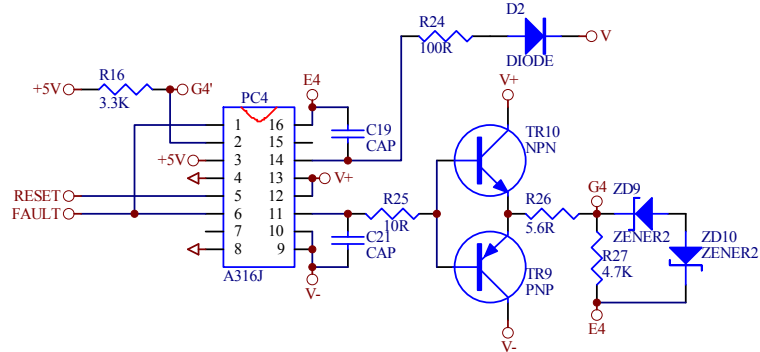 R24
100R
D2
DIODE
V
+5V
R16
3.3K
G4'
PC4
E4
V+
1
16
2
15
+5V
3
14
4
13
V+
RESET
5
12
FAULT
6
11
7
10
8
9
A316J
C19
CAP
R25
10R
C21
CAP
V-
TR10
NPN
R26
5.6R
G4
ZD9
ZENER2
ZD10
ZENER2
R27
4.7K
TR9
PNP
E4
V-